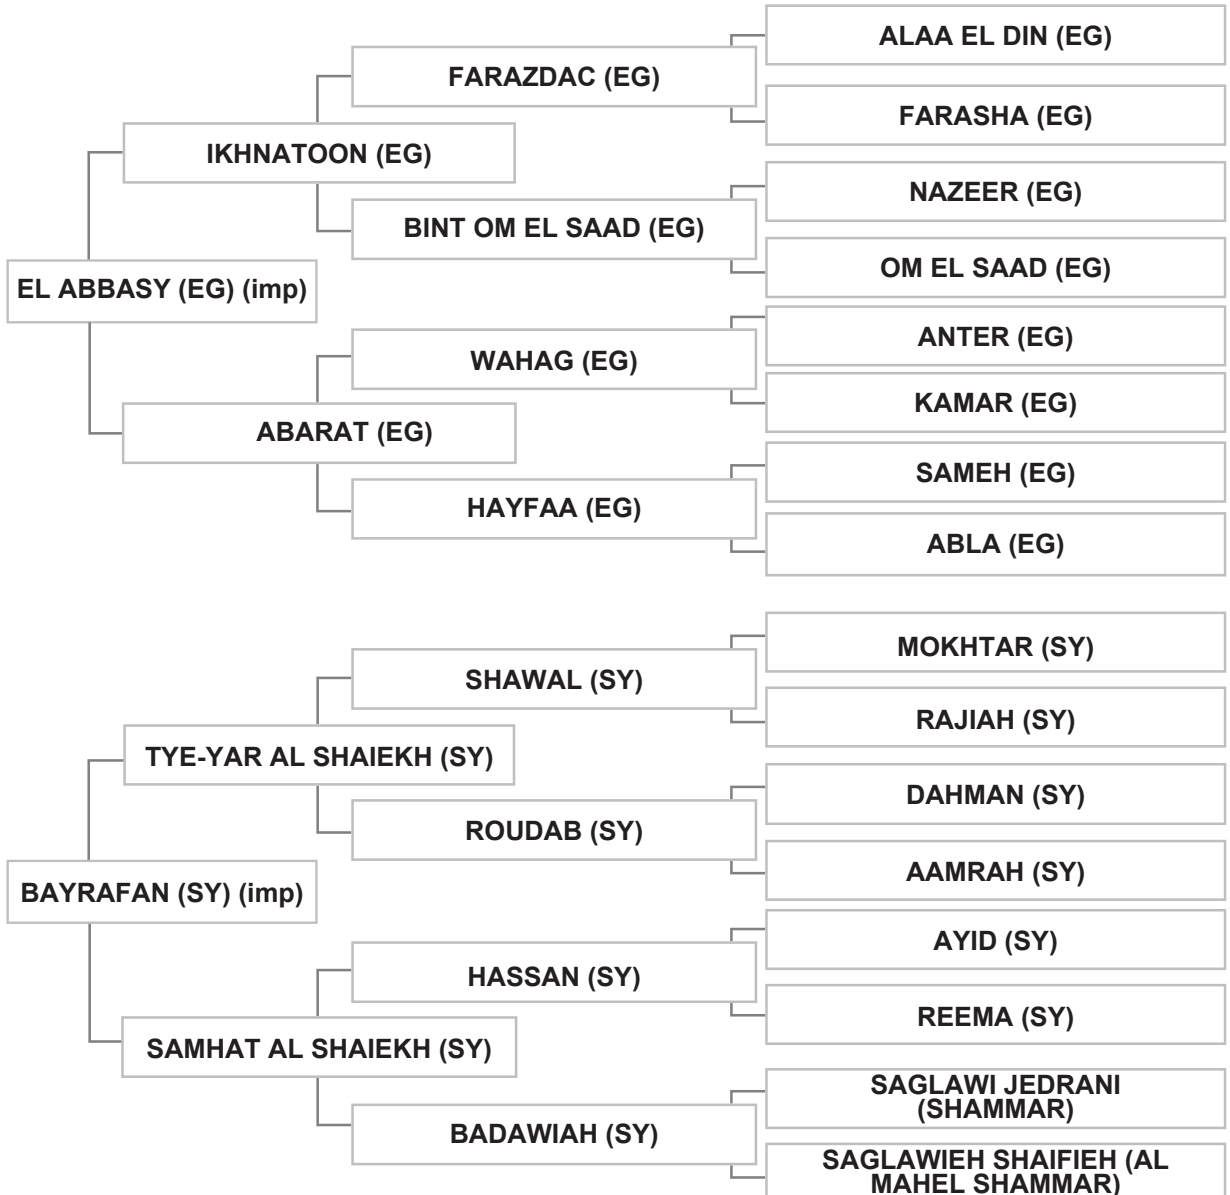 ALAA EL DIN (EG)
FARAZDAC (EG)
FARASHA (EG)
IKHNATOON (EG)
NAZEER (EG)
BINT OM EL SAAD (EG)
OM EL SAAD (EG)
EL ABBASY (EG) (imp)
ANTER (EG)
WAHAG (EG)
KAMAR (EG)
ABARAT (EG)
SAMEH (EG)
HAYFAA (EG)
ABLA (EG)
MOKHTAR (SY)
SHAWAL (SY)
RAJIAH (SY)
TYE-YAR AL SHAIEKH (SY)
DAHMAN (SY)
ROUDAB (SY)
AAMRAH (SY)
BAYRAFAN (SY) (imp)
AYID (SY)
HASSAN (SY)
REEMA (SY)
SAMHAT AL SHAIEKH (SY)
SAGLAWI JEDRANI
(SHAMMAR)
BADAWIAH (SY)
SAGLAWIEH SHAIFIEH (AL
MAHEL SHAMMAR)